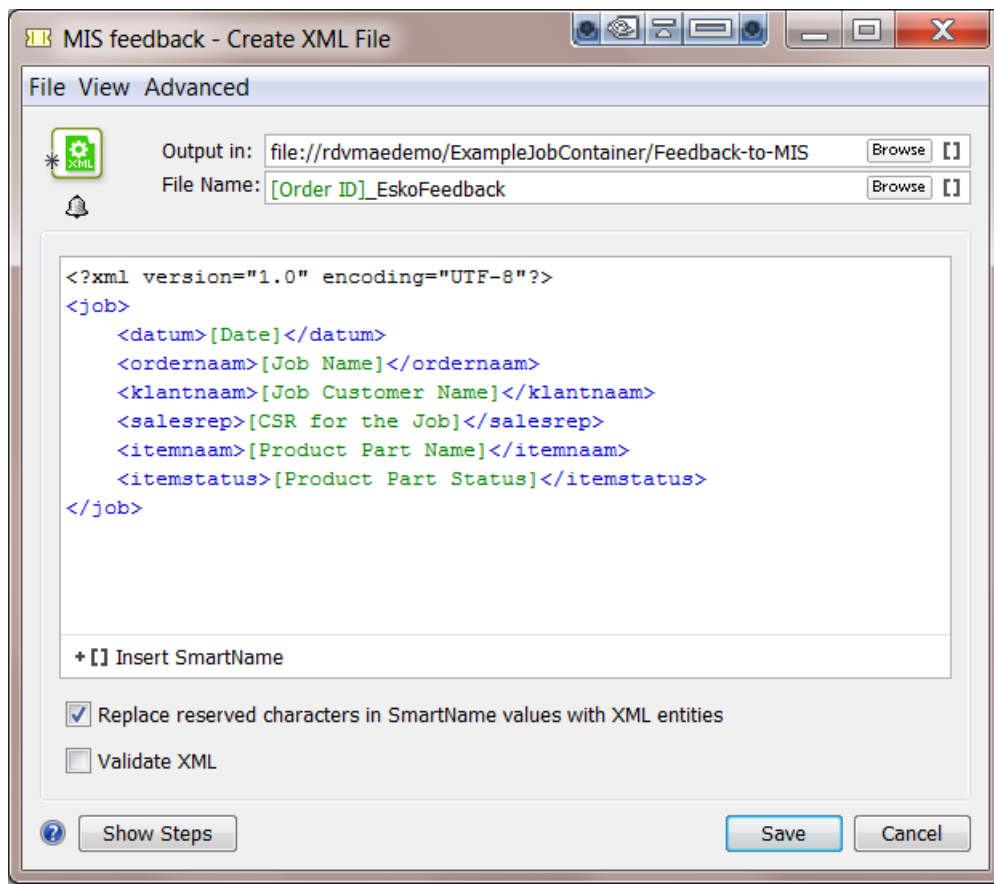 MIS feedback - Create XML File
X
File View Advanced
XML
Output in: file://rdvmaedemo/ExampleJobContainer/Feedback-to-MIS Browse []
File Name: [Order ID]_EskoFeedback Browse []
<?xml version="1.0" encoding="UTF-8"?>
<job>
<datum>[Date]</datum>
<ordernaam>[Job Name]</ordernaam>
<klantnaam>[Job Customer Name]</klantnaam>
<salesrep>[CSR for the Job]</salesrep>
<itemnaam>[Product Part Name]</itemnaam>
<itemstatus>[Product Part Status]</itemstatus>
</job>
+ [] Insert SmartName
Replace reserved characters in SmartName values with XML entities
Validate XML
? Show Steps Save Cancel